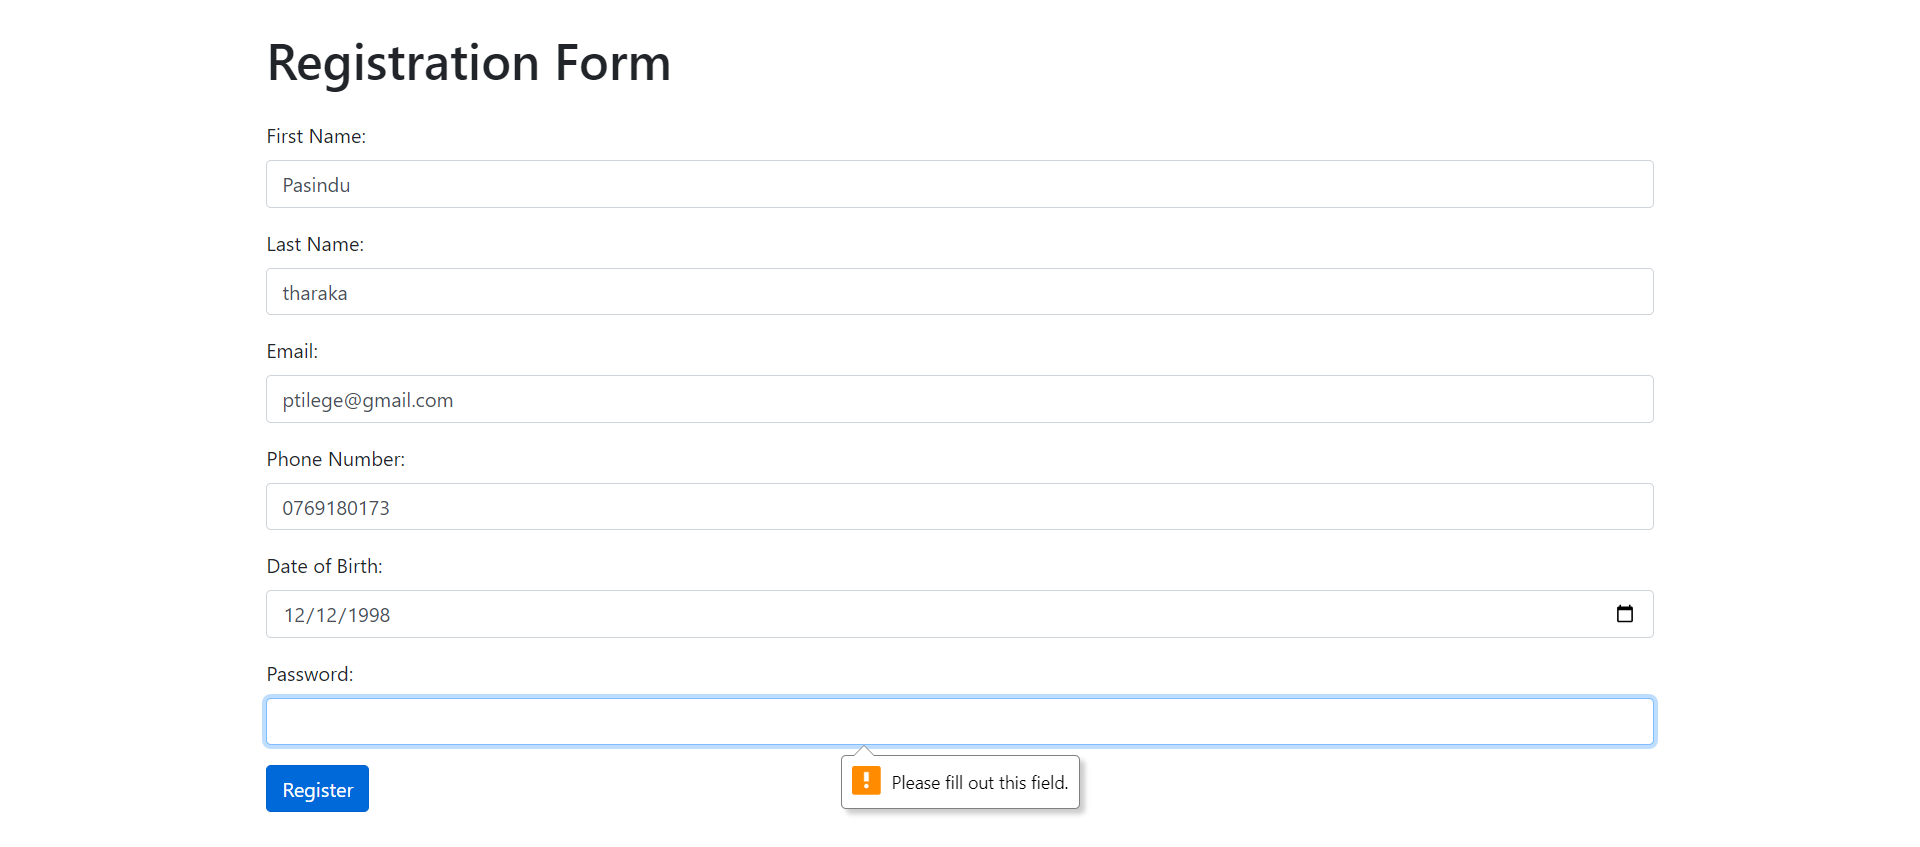 Registration Form
First Name:
Pasindu
Last Name:
tharaka
Email:
ptilege@gmail.com
Phone Number:
0769180173
Date of Birth:
12/12/1998
Password:
Please fill out this field.
Register